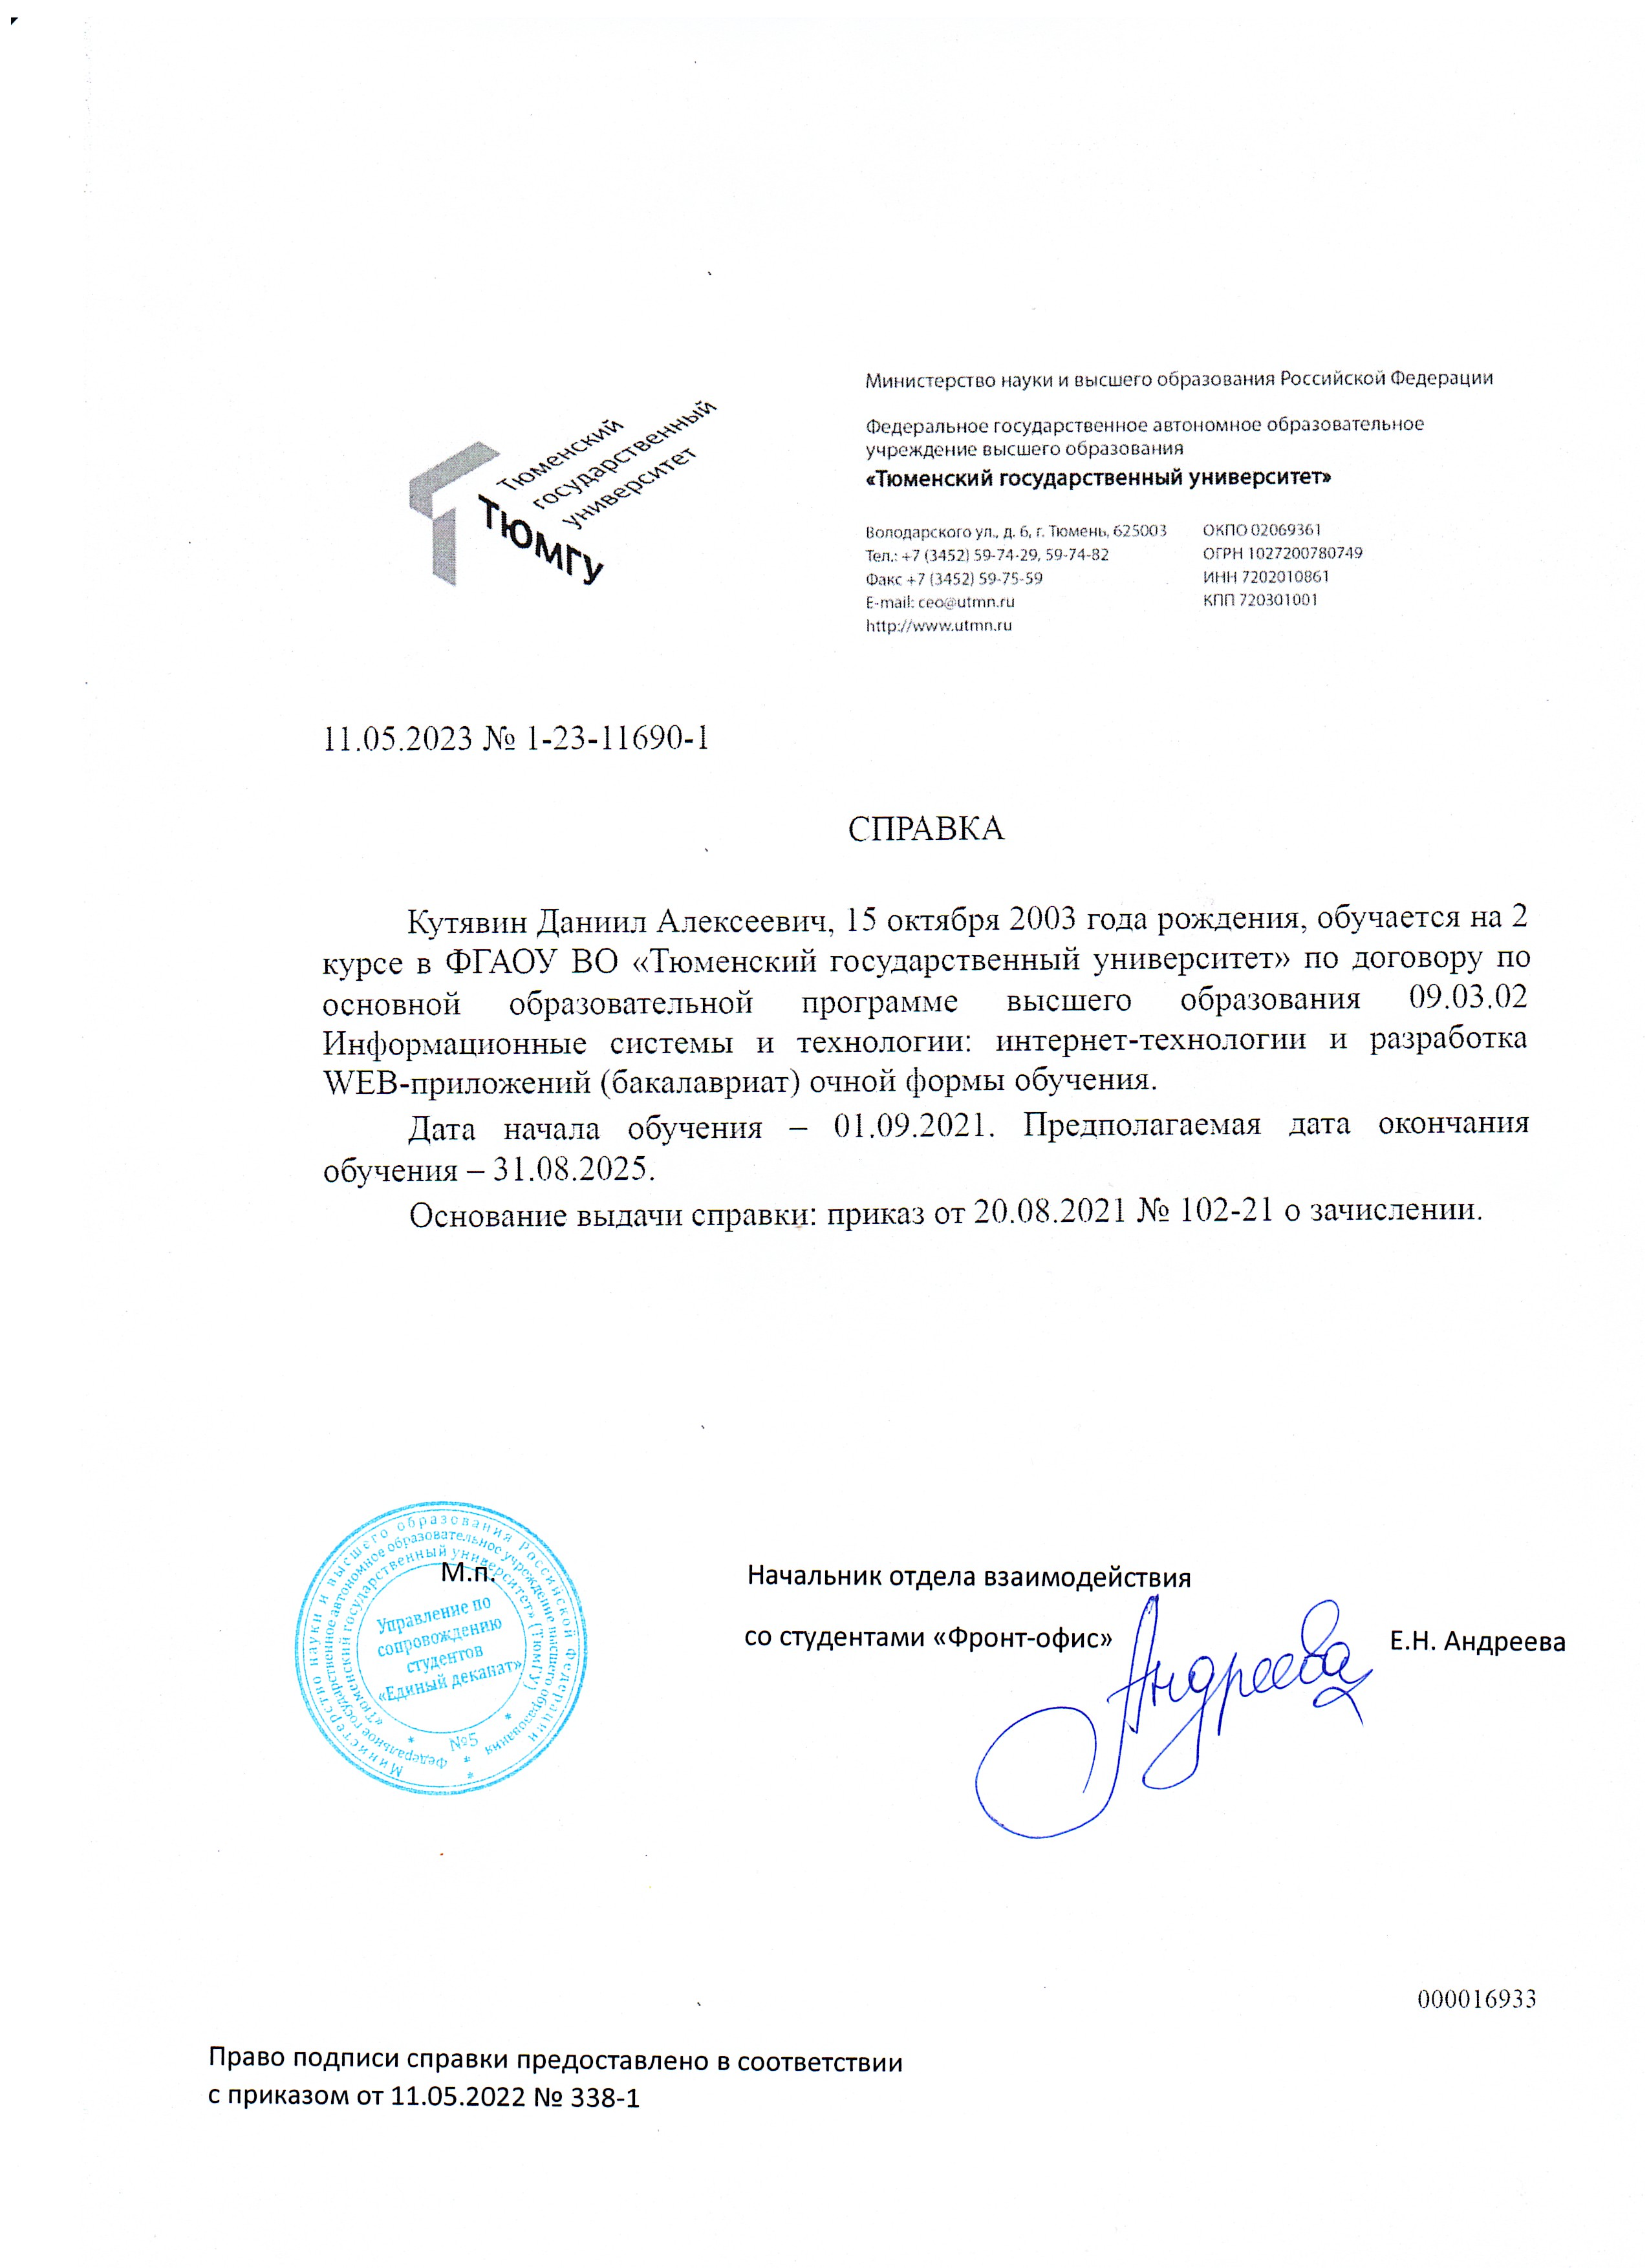 Тюменский
государственный
университет
ТЮМГУ
Министерство науки и высшего образования Российской Федерации
Федеральное государственное автономное образовательное
учреждение высшего образования
«Тюменский государственный университет»
Володарского ул., д. 6, г. Тюмень, 625003
Тел.: +7 (3452) 59-74-29, 59-74-82
Факс +7 (3452) 59-75-59
E-mail: ceo@utmn.ru
http://www.utmn.ru
ОКПО 02069361
ОГРН 1027200780749
ИНН 7202010861
КПП 720301001
11.05.2023 № 1-23-11690-1
СПРАВКА
Кутявин Даниил Алексеевич, 15 октября 2003 года рождения, обучается на 2
курсе в ФГАОУ ВО «Тюменский государственный университет» по договору по
основной образовательной программе высшего образования 09.03.02
Информационные системы и технологии: интернет-технологии и разработка
WEB-приложений (бакалавриат) очной формы обучения.
Дата начала обучения – 01.09.2021. Предполагаемая дата окончания
обучения – 31.08.2025.
Основание выдачи справки: приказ от 20.08.2021 № 102-21 о зачислении.
Министерство науки и высшего образования Российской Федерации
Федеральное государственное автономное образовательное учреждение высшего образования
«Тюменский государственный университет» (ТюмГУ)
М.п.
Управление по
сопровождению
студентов
«Единый деканат»
№5
Начальник отдела взаимодействия
со студентами «Фронт-офис»
Андреева
Е.Н. Андреева
000016933
Право подписи справки предоставлено в соответствии
с приказом от 11.05.2022 № 338-1